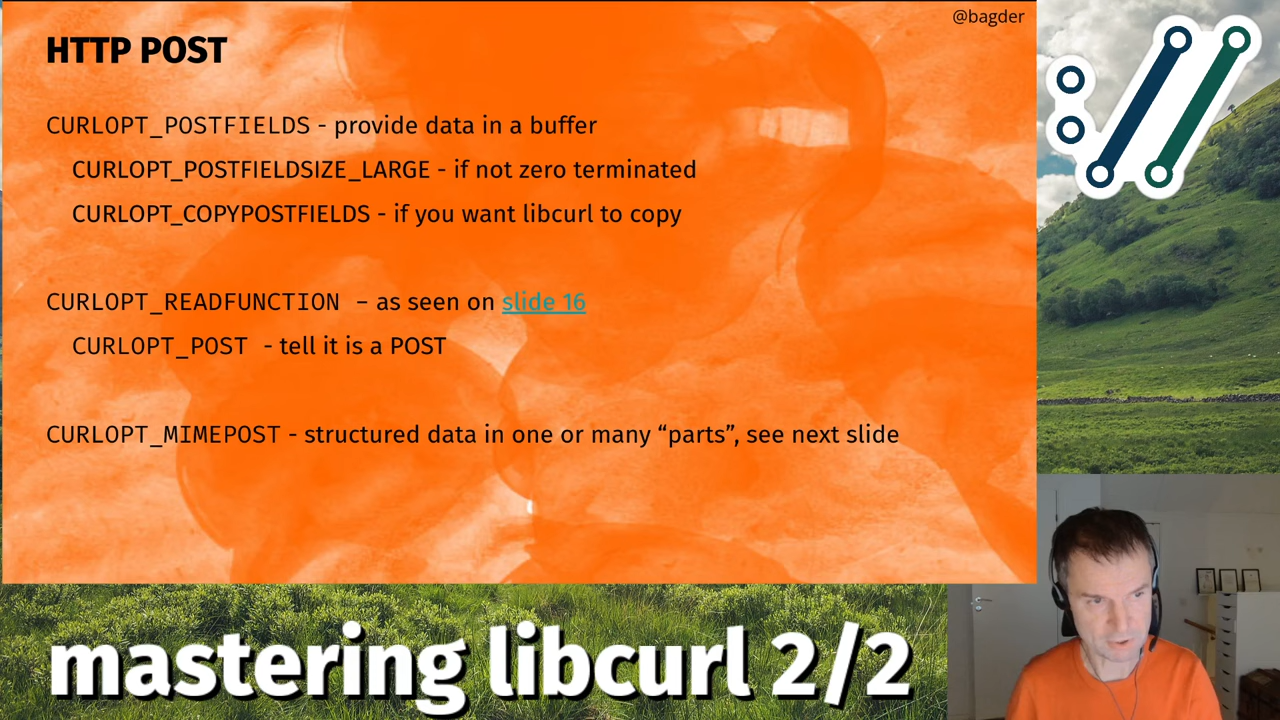 @bagder
HTTP POST
CURLOPT_POSTFIELDS - provide data in a buffer
CURLOPT_POSTFIELDSIZE_LARGE - if not zero terminated
CURLOPT_COPYPOSTFIELDS - if you want libcurl to copy
CURLOPT_READFUNCTION – as seen on slide 16
CURLOPT_POST - tell it is a POST
CURLOPT_MIMEPOST - structured data in one or many “parts”, see next slide
mastering libcurl 2/2